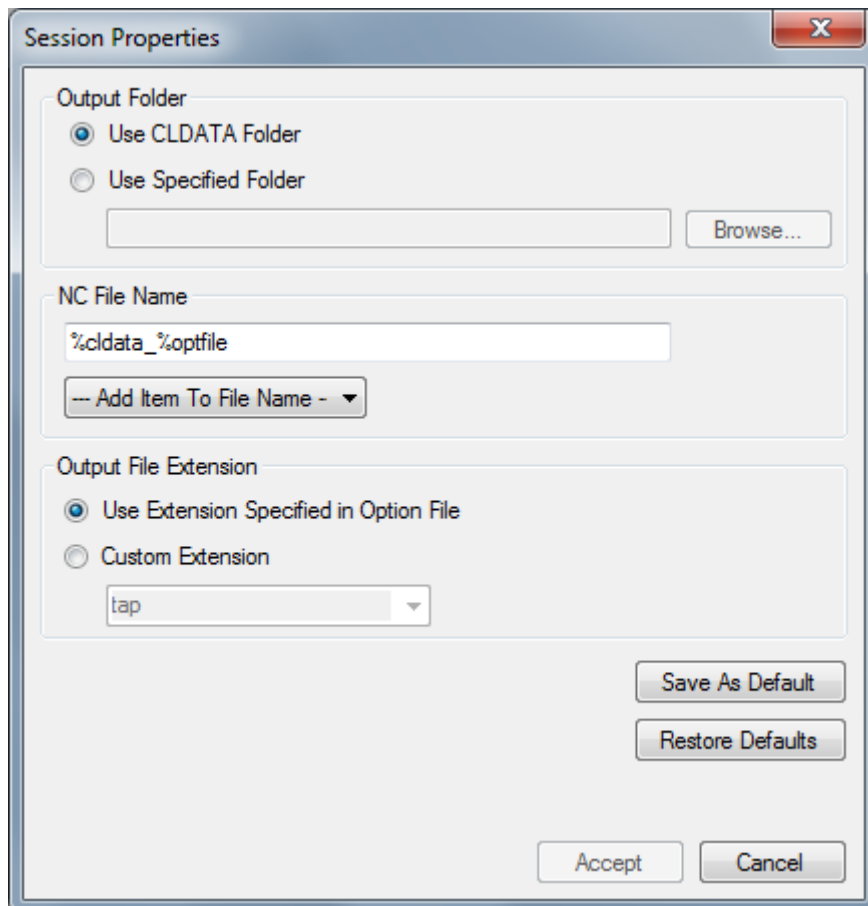 Session Properties
Output Folder
Use CLDATA Folder
Use Specified Folder
Browse...
NC File Name
%cldata_%optfile
--- Add Item To File Name -
Output File Extension
Use Extension Specified in Option File
Custom Extension
tap
Save As Default
Restore Defaults
Accept
Cancel